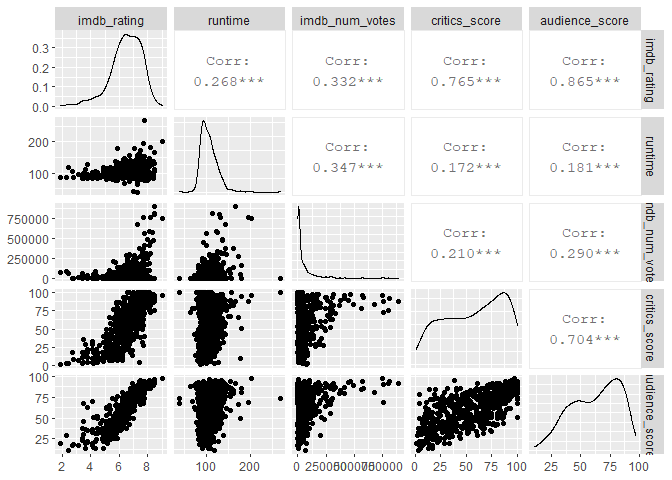 imdb_rating runtime imdb_num_votes critics_score audience_score
0.3
0.2
0.1
0.0
Corr:
0.268***
Corr:
0.332***
Corr:
0.765***
Corr:
0.865***
imdb_rating
200
100
Corr:
0.347***
Corr:
0.172***
Corr:
0.181***
runtime
750000
500000
250000
0
Corr:
0.210***
Corr:
0.290***
ndb_num_vote
100
75
50
25
0
Corr:
0.704***
critics_score
100
75
50
25
udience_score
2 4 6 8
100 200
0 250000 500000 750000
0 25 50 75 100
25 50 75 100